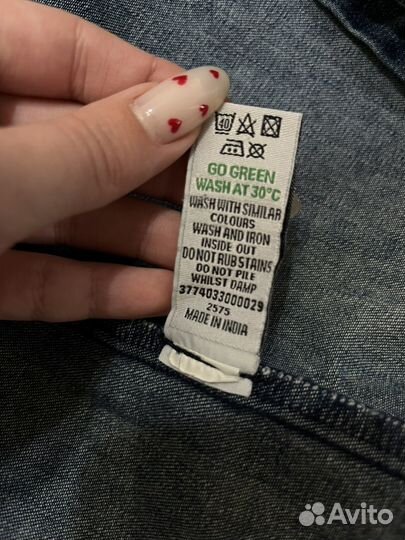 40
GO GREEN
WASH AT 30°C
WASH WITH SIMILAR
COLOURS
WASH AND IRON
INSIDE OUT
DO NOT RUB STAINS
DO NOT PILE
WHILST DAMP
3774033000029
2575
MADE IN INDIA
Avito